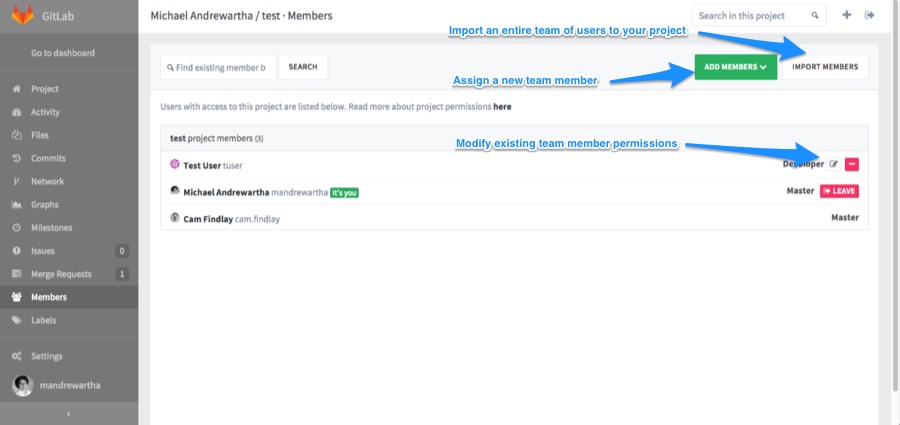 GitLab
Michael Andrewartha / test · Members
Search in this project
Import an entire team of users to your project
Go to dashboard
Find existing member b
SEARCH
ADD MEMBERS
IMPORT MEMBERS
Assign a new team member
Project
Activity
Files
Commits
Network
Graphs
Milestones
Issues 0
Merge Requests 1
Members
Labels
Settings
mandrewartha
Users with access to this project are listed below. Read more about project permissions here
test project members (3)
Modify existing team member permissions
Test User tuser
Developer
Michael Andrewartha mandrewartha It's you
Master
LEAVE
Cam Findlay cam.findlay
Master